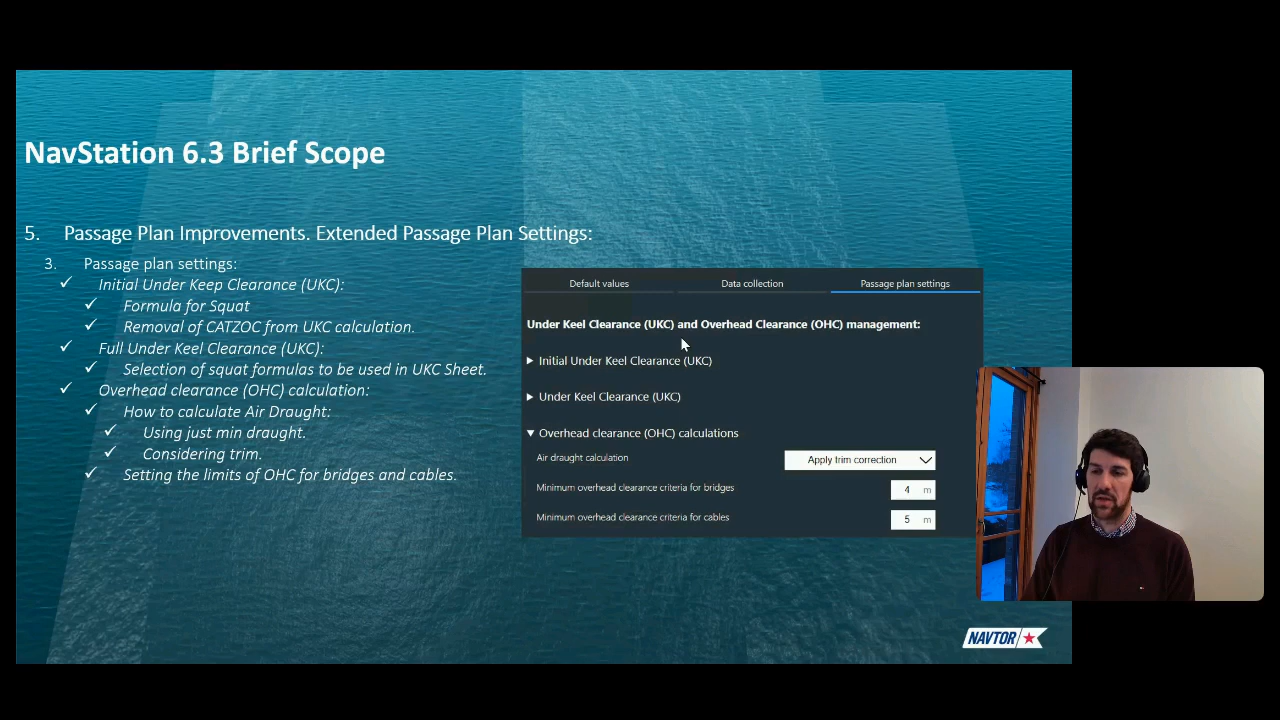 NavStation 6.3 Brief Scope
5. Passage Plan Improvements. Extended Passage Plan Settings:
3. Passage plan settings:
Initial Under Keep Clearance (UKC):
Formula for Squat
Removal of CATZOC from UKC calculation.
Full Under Keel Clearance (UKC):
Selection of squat formulas to be used in UKC Sheet.
Overhead clearance (OHC) calculation:
How to calculate Air Draught:
Using just min draught.
Considering trim.
Setting the limits of OHC for bridges and cables.
Default values Data collection Passage plan settings
Under Keel Clearance (UKC) and Overhead Clearance (OHC) management:
Initial Under Keel Clearance (UKC)
Under Keel Clearance (UKC)
Overhead clearance (OHC) calculations
Air draught calculation Apply trim correction
Minimum overhead clearance criteria for bridges 4 m
Minimum overhead clearance criteria for cables 5 m
NAVTOR